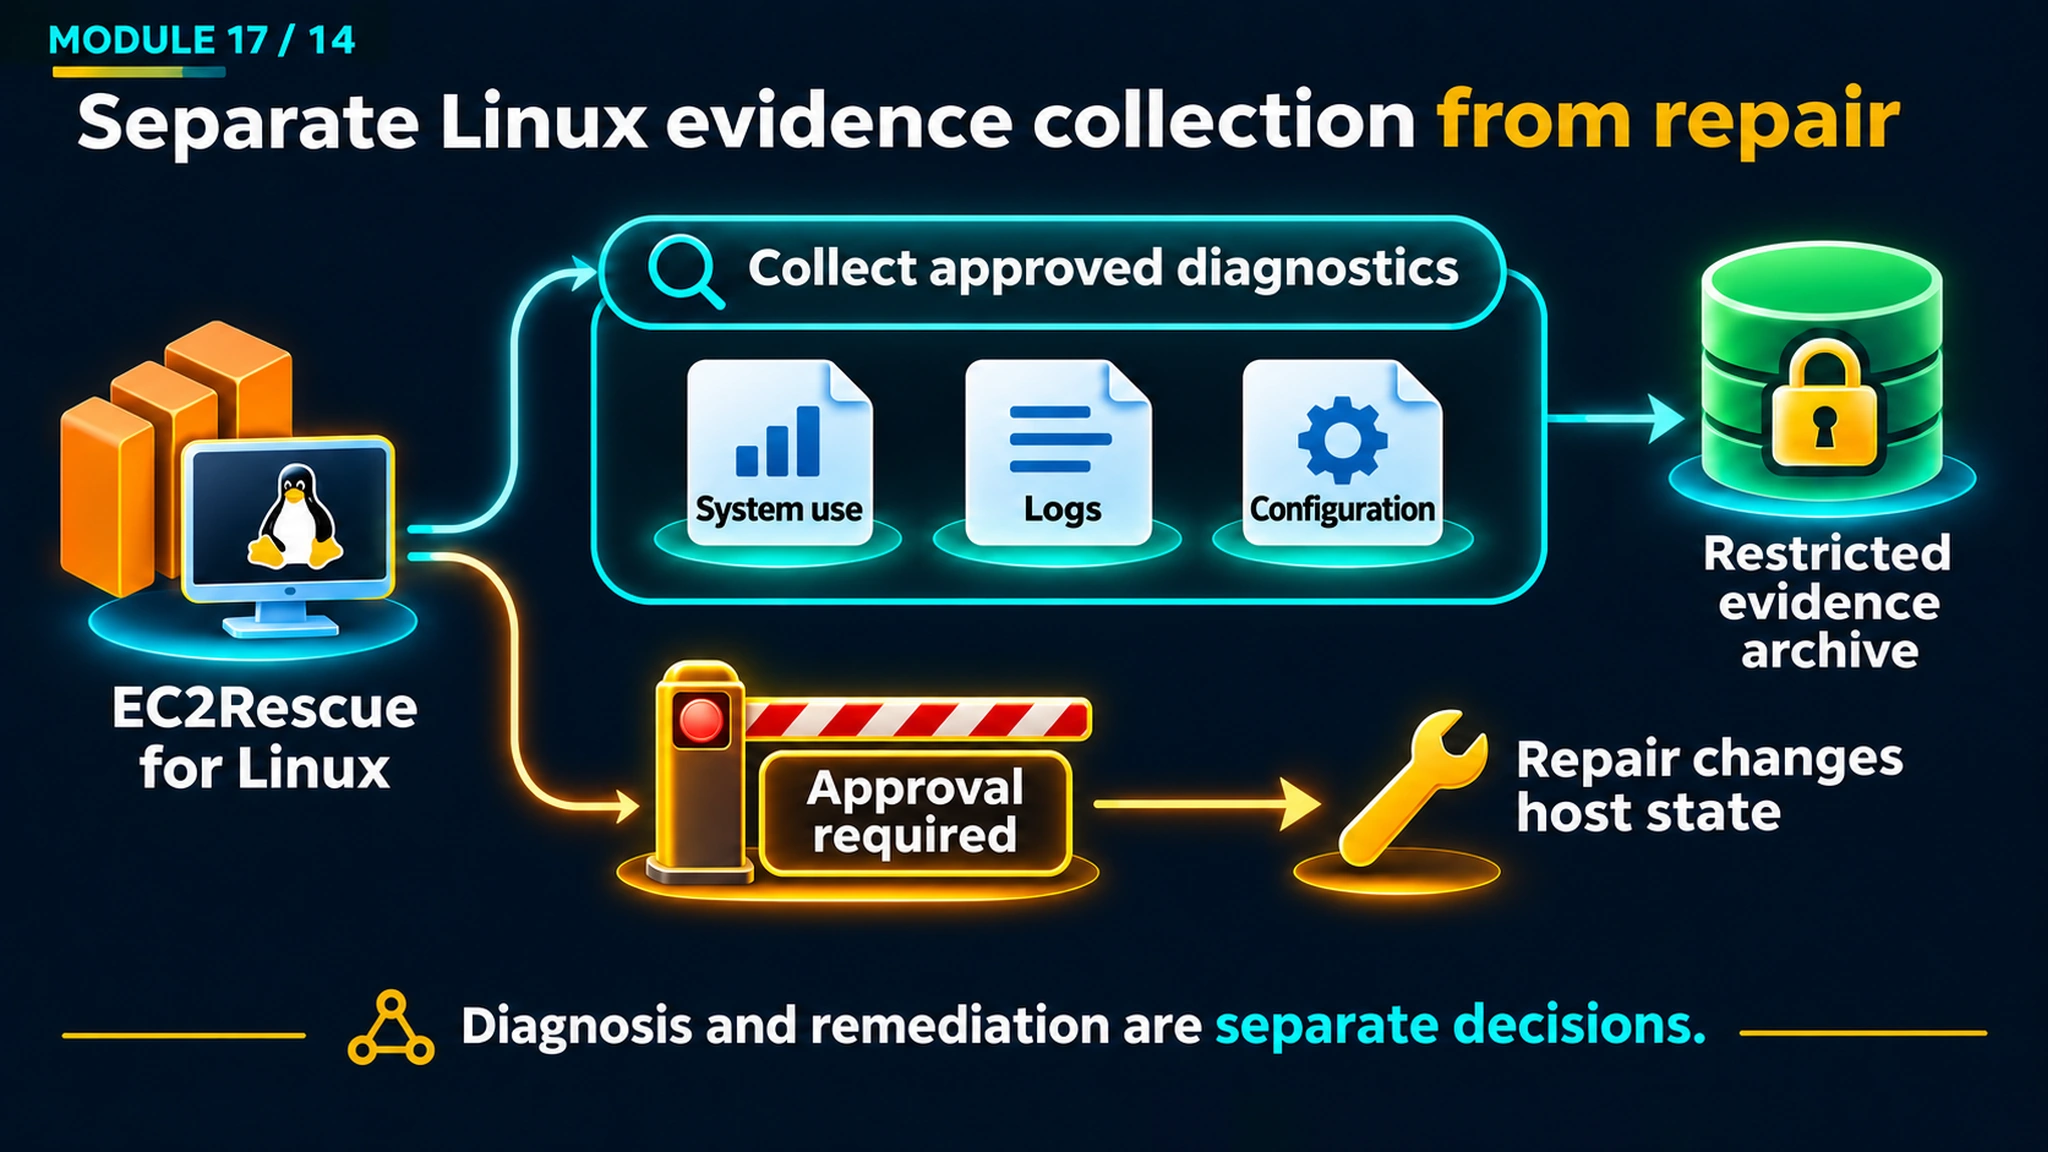 MODULE 17 / 14
Separate Linux evidence collection from repair
Collect approved diagnostics
System use
Logs
Configuration
Restricted
evidence
archive
EC2Rescue
for Linux
Approval
required
Repair changes
host state
Diagnosis and remediation are separate decisions.